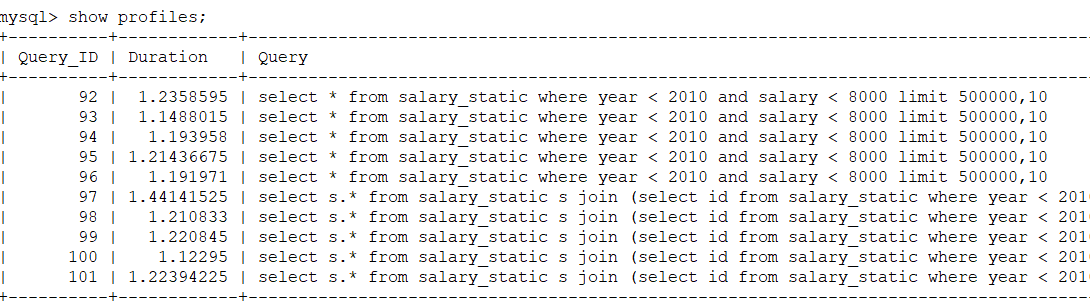 mysql> show profiles;
+----------+------------+---------------------------------------------------------------------------------
| Query_ID | Duration   | Query
+----------+------------+---------------------------------------------------------------------------------
|       92 |  1.2358595 | select * from salary_static where year < 2010 and salary < 8000 limit 500000,10
|       93 |  1.1488015 | select * from salary_static where year < 2010 and salary < 8000 limit 500000,10
|       94 |   1.193958 | select * from salary_static where year < 2010 and salary < 8000 limit 500000,10
|       95 | 1.21436675 | select * from salary_static where year < 2010 and salary < 8000 limit 500000,10
|       96 |   1.191971 | select * from salary_static where year < 2010 and salary < 8000 limit 500000,10
|       97 | 1.44141525 | select s.* from salary_static s join (select id from salary_static where year < 201
|       98 |   1.210833 | select s.* from salary_static s join (select id from salary_static where year < 201
|       99 |   1.220845 | select s.* from salary_static s join (select id from salary_static where year < 201
|      100 |    1.12295 | select s.* from salary_static s join (select id from salary_static where year < 201
|      101 | 1.22394225 | select s.* from salary_static s join (select id from salary_static where year < 201
+----------+------------+---------------------------------------------------------------------------------